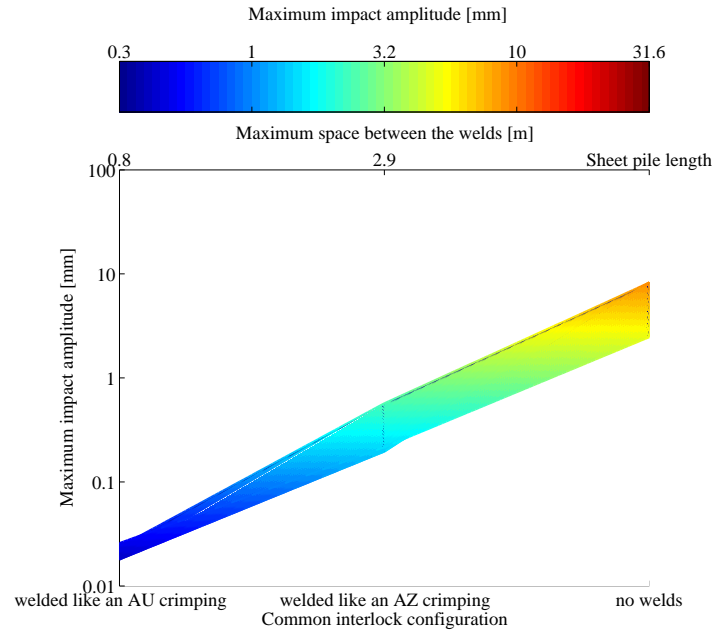 Maximum impact amplitude [mm]
0.3 1 3.2 10 31.6
Maximum space between the welds [m]
0.8 2.9 Sheet pile length
100
10
1
0.1
0.01
Maximum impact amplitude [mm]
welded like an AU crimping welded like an AZ crimping no welds
Common interlock configuration